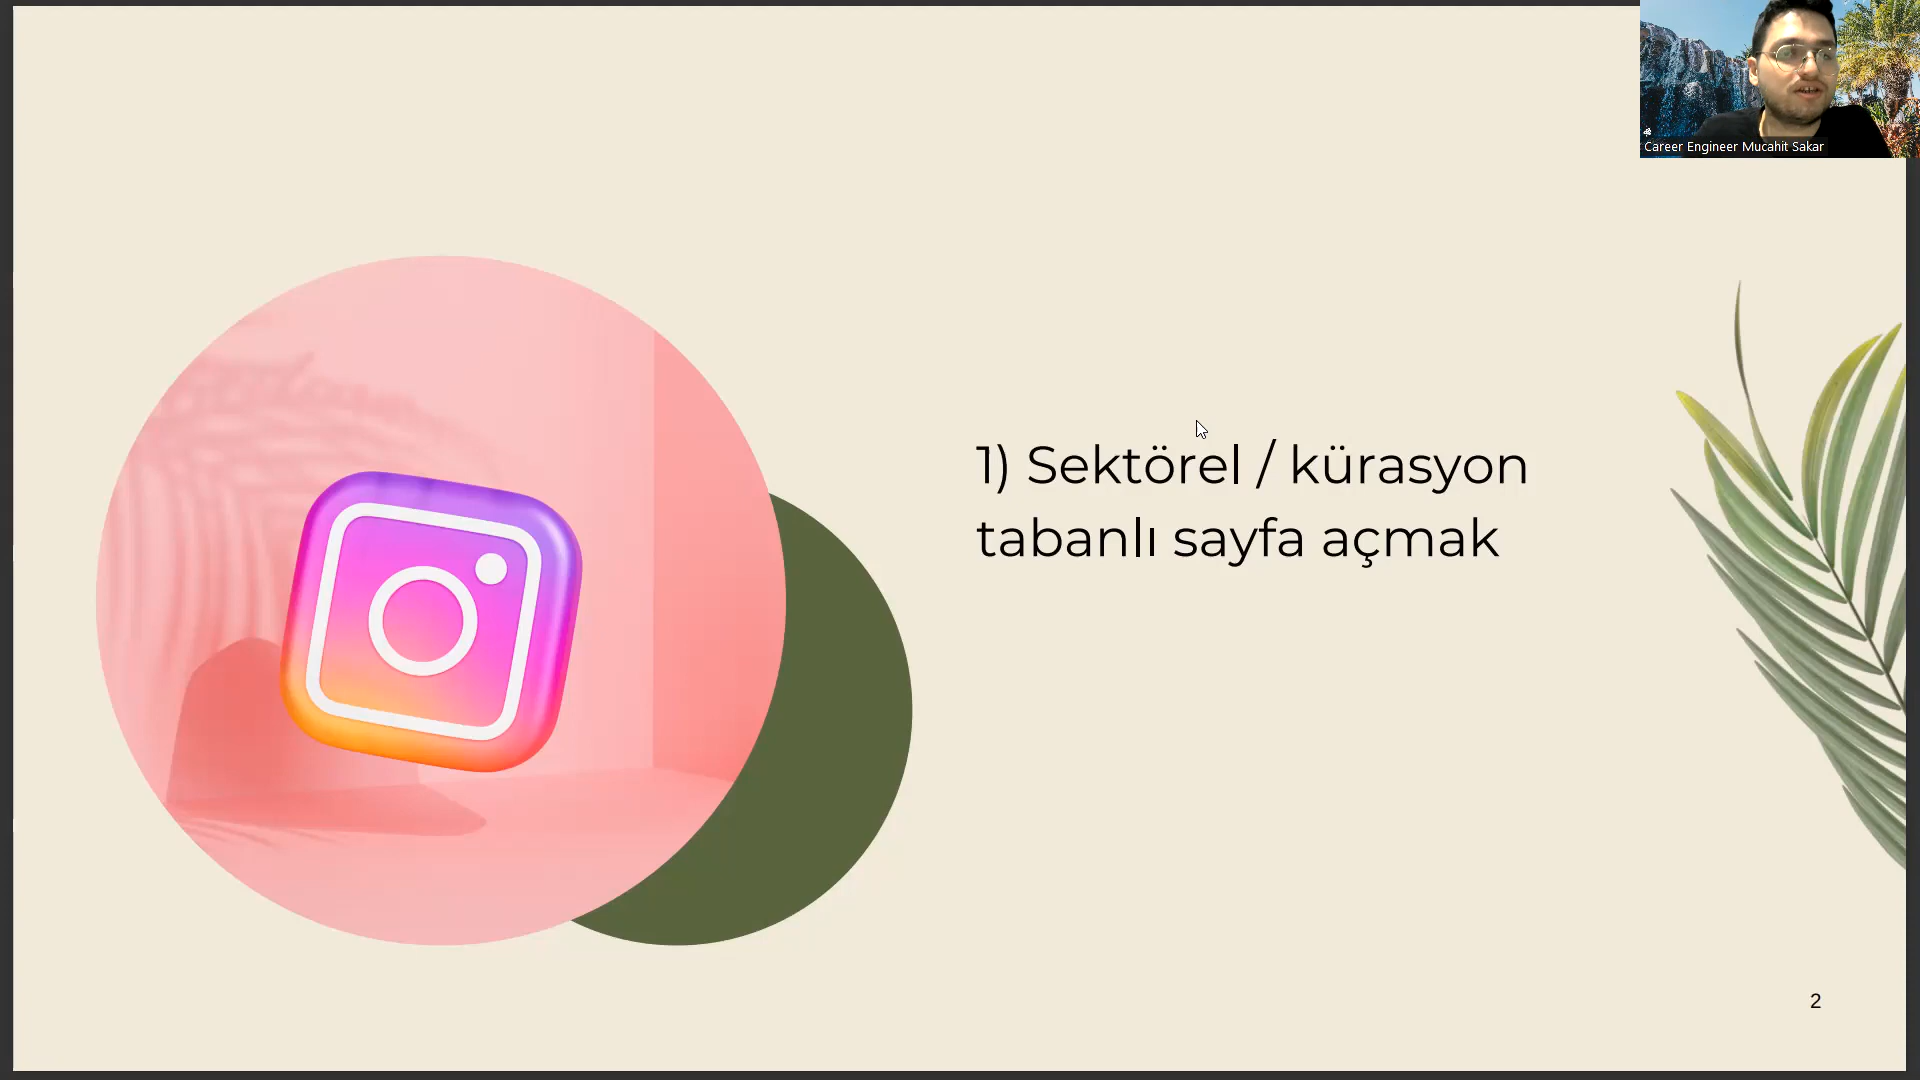 Career Engineer Mucahit Sakar
1) Sektörel / kürasyon
tabanlı sayfa açmak
2